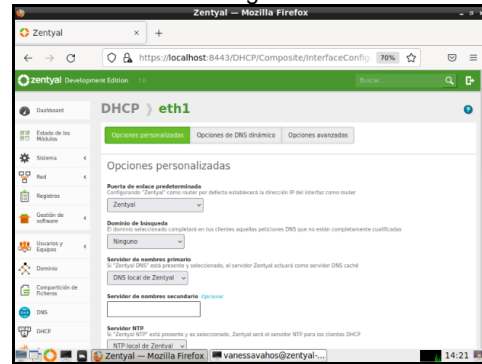 Zentyal — Mozilla Firefox
Zentyal
https://localhost:8443/DHCP/Composite/InterfaceConfig
70%
zentyal Development Edition
Buscar...
Dashboard
DHCP
eth1
Estado de los Módulos
Opciones personalizadas
Opciones de DNS dinámico
Opciones avanzadas
Sistema
Red
Registros
Gestión de software
Usuarios y Equipos
Dominio
Compartición de Ficheros
DNS
DHCP
Opciones personalizadas
Puerta de enlace predeterminada
Configurando "Zentyal" como router por defecto establecerá la dirección IP del interfaz como router
Zentyal
Dominio de búsqueda
El dominio seleccionado completará en tus clientes aquellas peticiones DNS que no están completamente cualificadas
Ninguno
Servidor de nombres primario
Si "Zentyal DNS" está presente y seleccionado, el servidor Zentyal actuará como servidor DNS caché
DNS local de Zentyal
Servidor de nombres secundario Opcional
Servidor NTP
Si "Zentyal NTP" está presente y es seleccionado, Zentyal será el servidor NTP para los clientes DHCP
NTP local de Zentyal
Zentyal — Mozilla Firefox
vanessavahos@zentyal-...
14:21